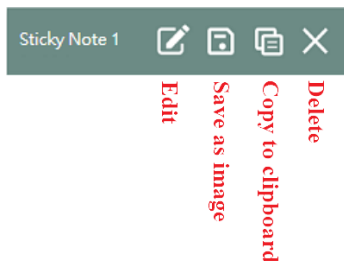 Sticky Note 1
Edit
Save as image
Copy to clipboard
Delete